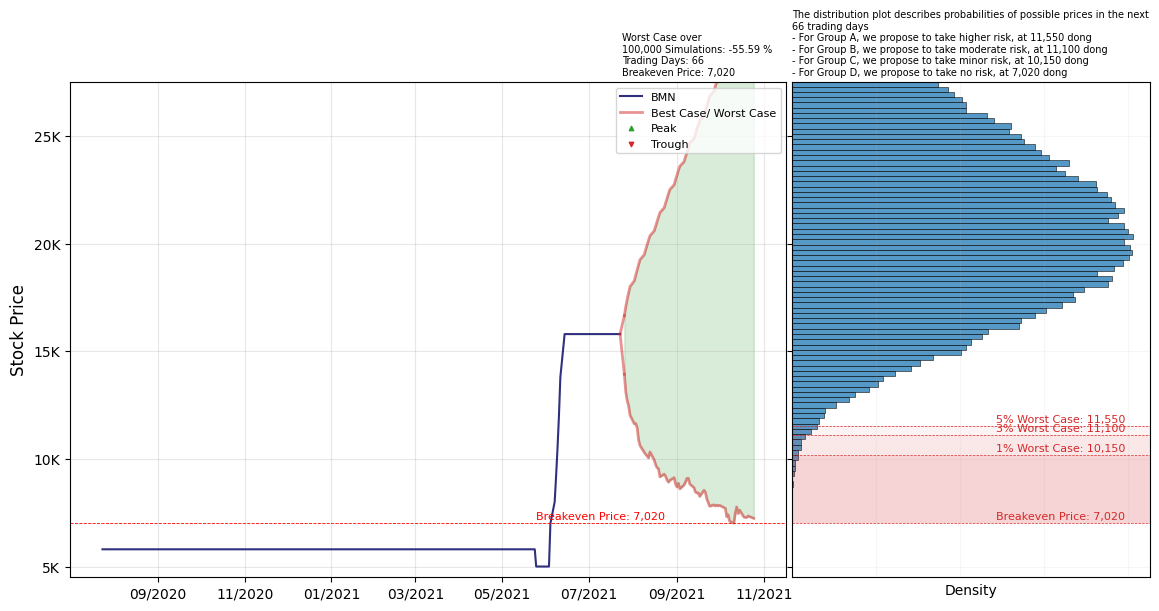 The distribution plot describes probabilities of possible prices in the next
66 trading days
- For Group A, we propose to take higher risk, at 11,550 dong
- For Group B, we propose to take moderate risk, at 11,100 dong
- For Group C, we propose to take minor risk, at 10,150 dong
- For Group D, we propose to take no risk, at 7,020 dong
Worst Case over
100,000 Simulations: -55.59 %
Trading Days: 66
Breakeven Price: 7,020
BMN
Best Case/ Worst Case
Peak
Trough
Stock Price
25K
20K
15K
10K
5K
Breakeven Price: 7,020
09/2020
11/2020
01/2021
03/2021
05/2021
07/2021
09/2021
11/2021
5% Worst Case: 11,550
3% Worst Case: 11,100
1% Worst Case: 10,150
Breakeven Price: 7,020
Density